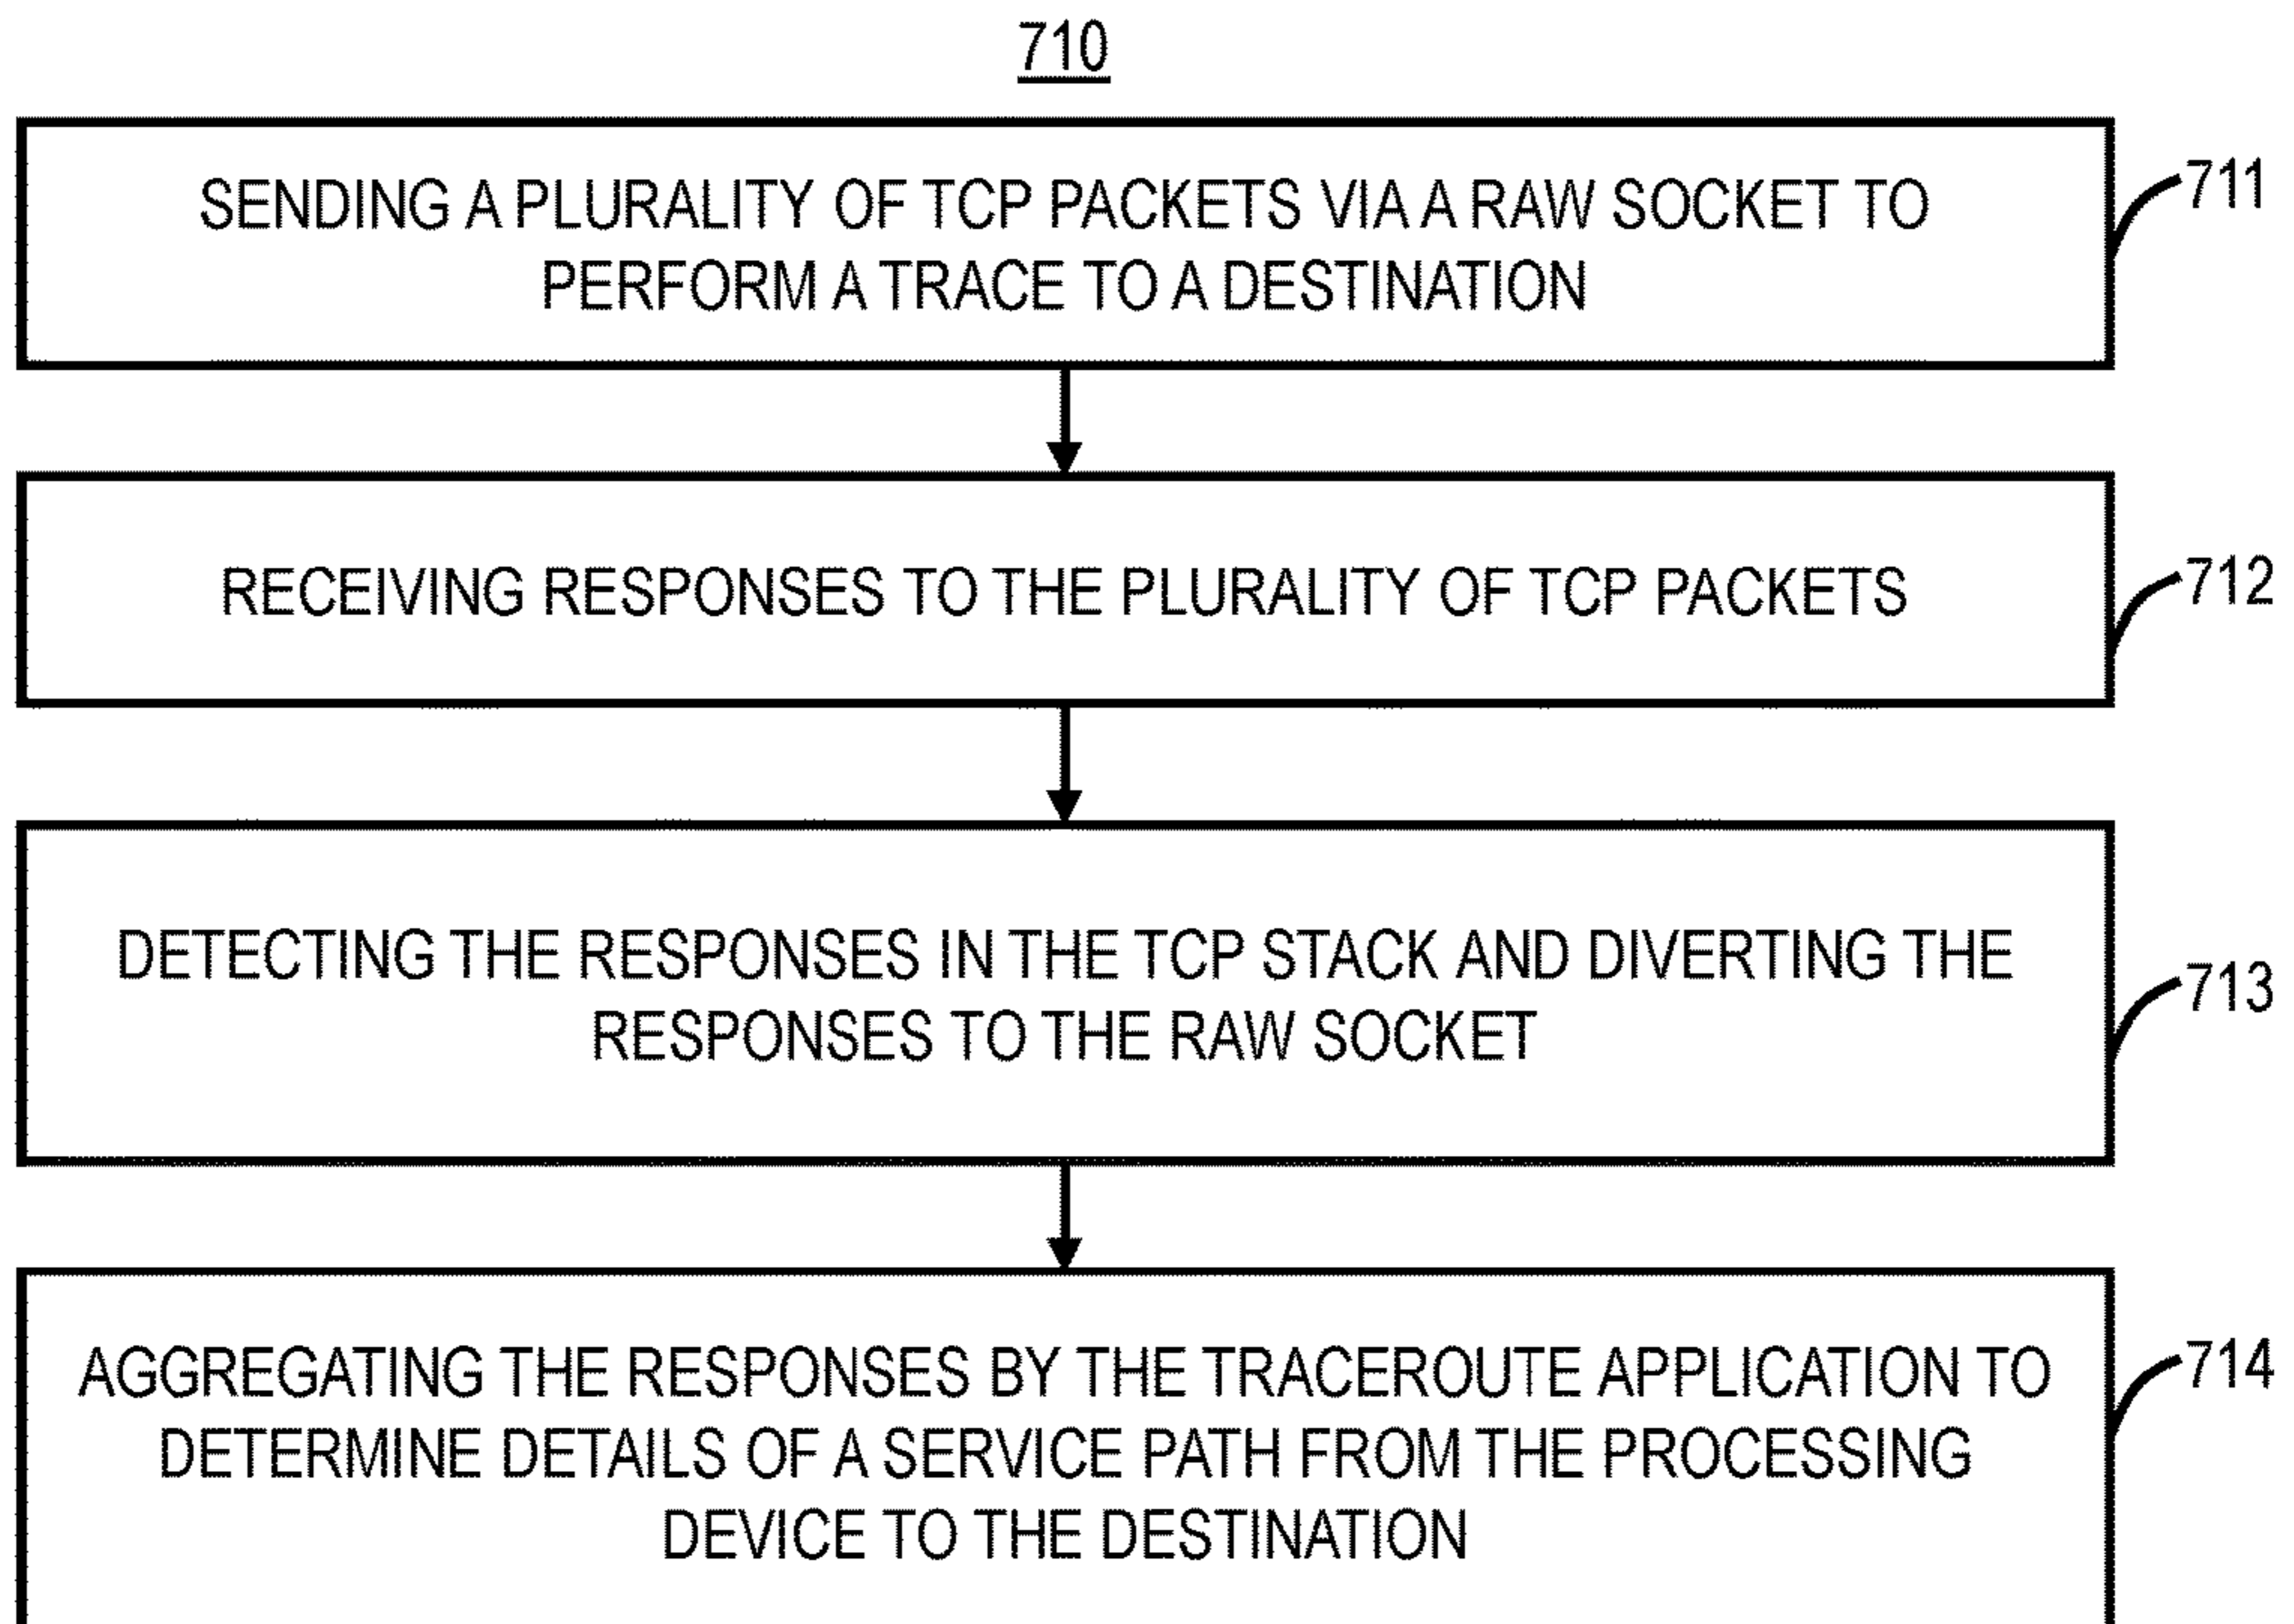 710
SENDING A PLURALITY OF TCP PACKETS VIA A RAW SOCKET TO
PERFORM A TRACE TO A DESTINATION
711
RECEIVING RESPONSES TO THE PLURALITY OF TCP PACKETS
712
DETECTING THE RESPONSES IN THE TCP STACK AND DIVERTING THE
RESPONSES TO THE RAW SOCKET
713
AGGREGATING THE RESPONSES BY THE TRACEROUTE APPLICATION TO
DETERMINE DETAILS OF A SERVICE PATH FROM THE PROCESSING
DEVICE TO THE DESTINATION
714